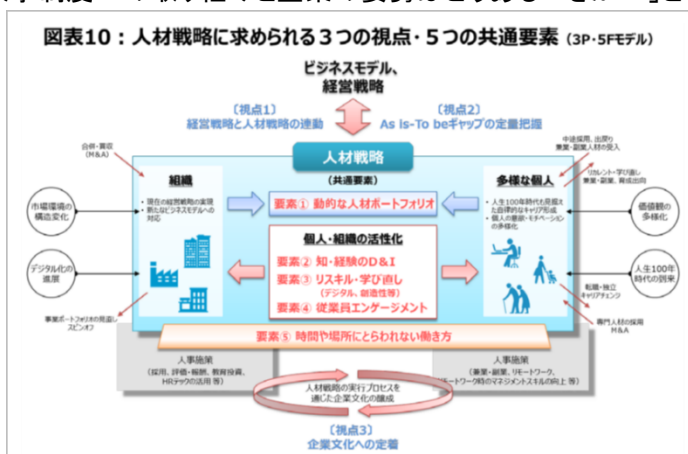 図表10：人材戦略に求められる３つの視点・５つの共通要素（3P・5Fモデル）
ビジネスモデル、
経営戦略
〔視点1〕
経営戦略と人材戦略の連動
〔視点2〕
As is‐To beギャップの定量把握
合併・買収
（M&A）
中途採用、出戻り
兼業・副業人材の受入
リカレント・学び直し
兼業・副業、育成出向
人材戦略
（共通要素）
組織
・現在の経営戦略の実現
・新たなビジネスモデルへの
対応
要素① 動的な人材ポートフォリオ
多様な個人
・人生100年時代も見据え
た自律的なキャリア形成
・個人の意欲・モチベーション
の多様化
市場環境の
構造変化
価値観の
多様化
個人・組織の活性化
要素② 知・経験のD＆I
要素③ リスキル・学び直し
（デジタル、創造性等）
要素④ 従業員エンゲージメント
デジタル化の
進展
人生100年
時代の到来
転職・独立
キャリアチェンジ
事業ポートフォリオの見直し
スピンオフ
専門人材の採用
M&A
要素⑤ 時間や場所にとらわれない働き方
人事施策
（採用、評価・報酬、教育投資、
HRテックの活用 等）
人材戦略の実行プロセスを
通じた企業文化の醸成
人事施策
（兼業・副業、リモートワーク、
モートワーク時のマネジメントスキルの向上 等）
〔視点3〕
企業文化への定着